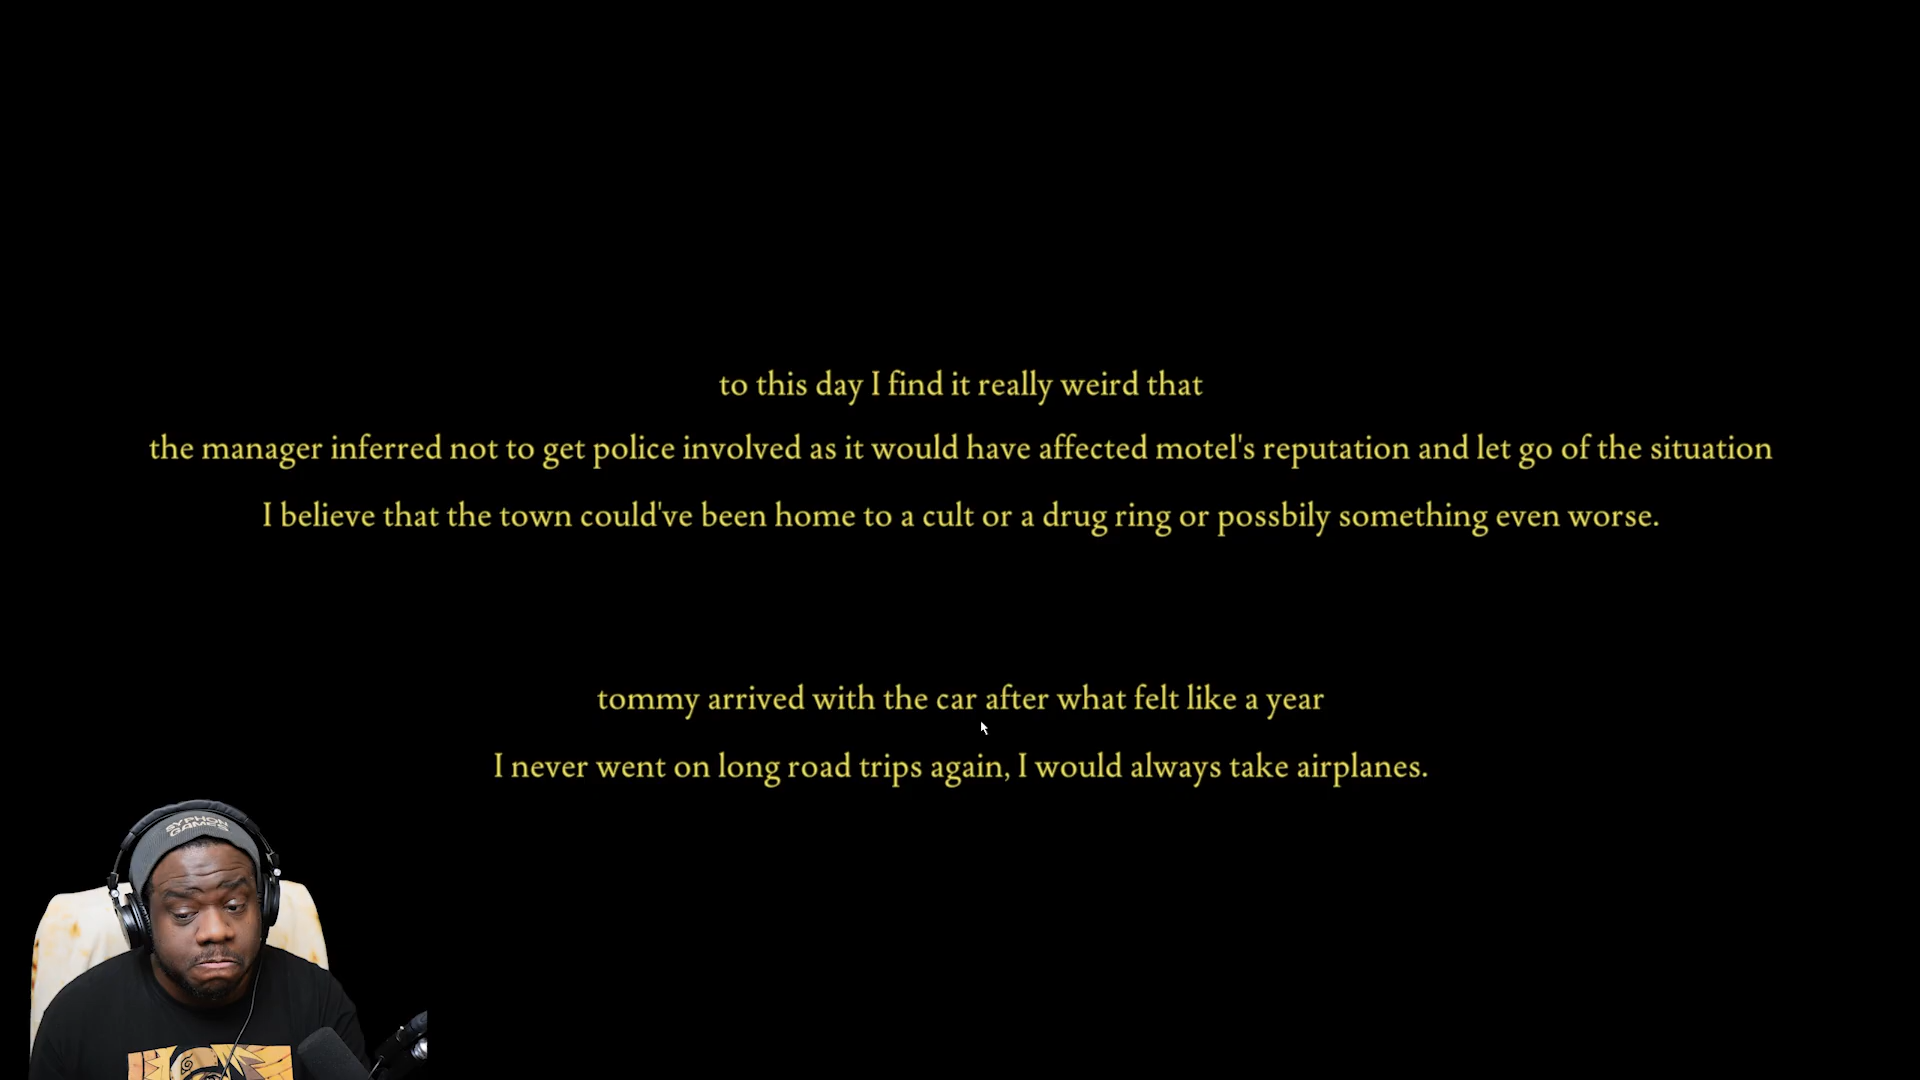 to this day I find it really weird that
the manager inferred not to get police involved as it would have affected motel's reputation and let go of the situation
I believe that the town could've been home to a cult or a drug ring or possbily something even worse.
tommy arrived with the car after what felt like a year
I never went on long road trips again, I would always take airplanes.
SYPHON
GAMES